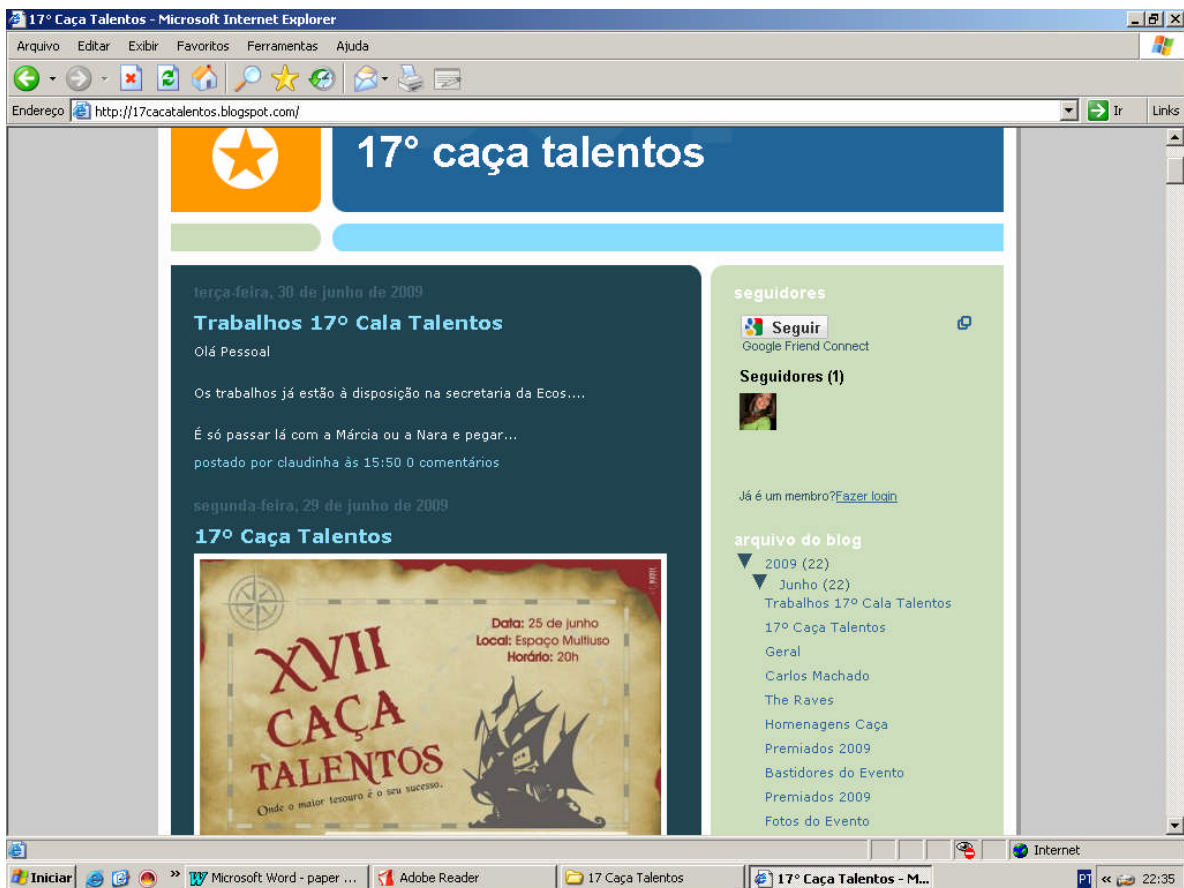 17° Caça Talentos - Microsoft Internet Explorer
Arquivo Editar Exibir Favoritos Ferramentas Ajuda
Endereço http://17cacatalentos.blogspot.com/ Ir Links
17° caça talentos
terça-feira, 30 de junho de 2009
Trabalhos 17º Cala Talentos
Olá Pessoal
Os trabalhos já estão à disposição na secretaria da Ecos....
É só passar lá com a Márcia ou a Nara e pegar...
postado por claudinha às 15:50 0 comentários
segunda-feira, 29 de junho de 2009
17º Caça Talentos
Data: 25 de junho
Local: Espaço Multiuso
Horário: 20h
XVII
CAÇA
TALENTOS
Onde o maior tesouro é o seu sucesso.
seguidores
Seguir
Google Friend Connect
Seguidores (1)
Já é um membro?Fazer login
arquivo do blog
▼ 2009 (22)
▼ Junho (22)
Trabalhos 17º Cala Talentos
17º Caça Talentos
Geral
Carlos Machado
The Raves
Homenagens Caça
Premiados 2009
Bastidores do Evento
Premiados 2009
Fotos do Evento
Internet
Iniciar » Microsoft Word - paper ... Adobe Reader 17 Caça Talentos 17° Caça Talentos - M... PT « 22:35